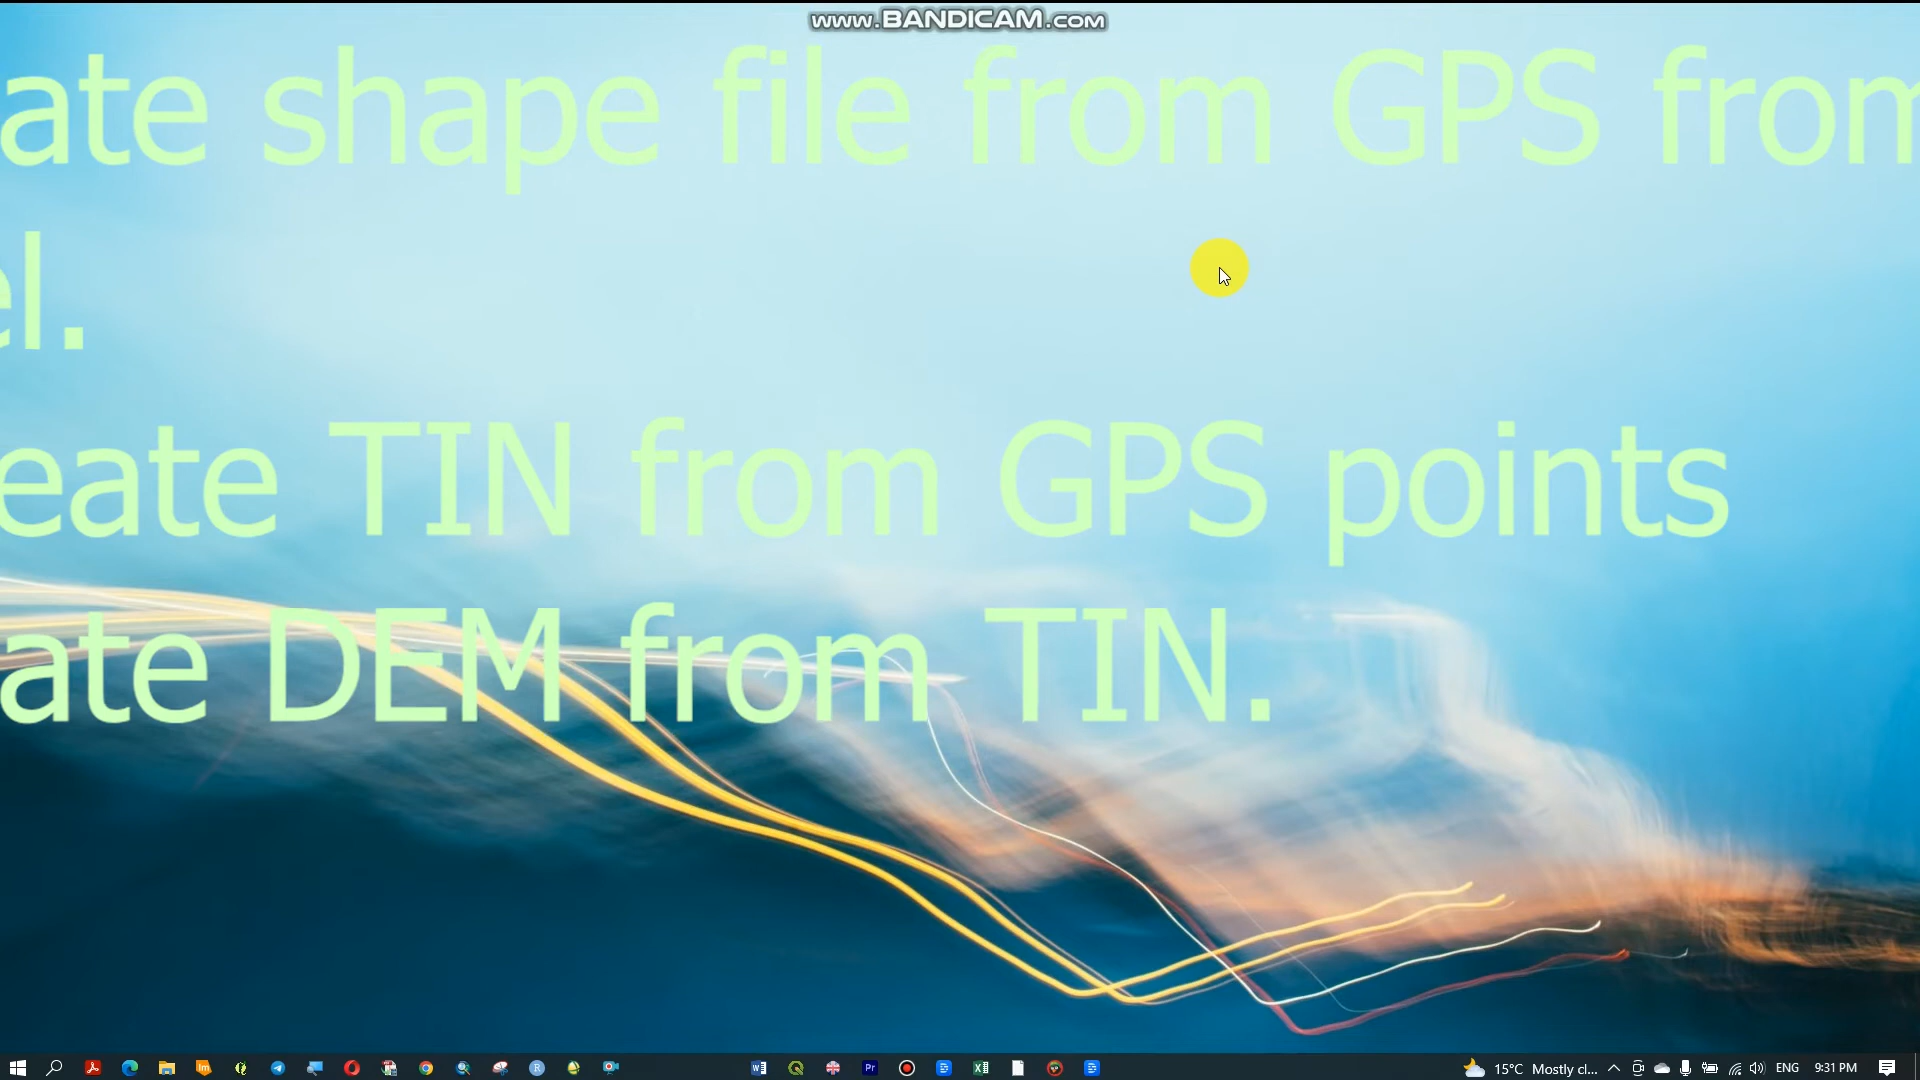 www.BANDICAM.com
ate shape file from GPS from
el.
eate TIN from GPS points
ate DEM from TIN.
15°C Mostly cl... ENG 9:31 PM